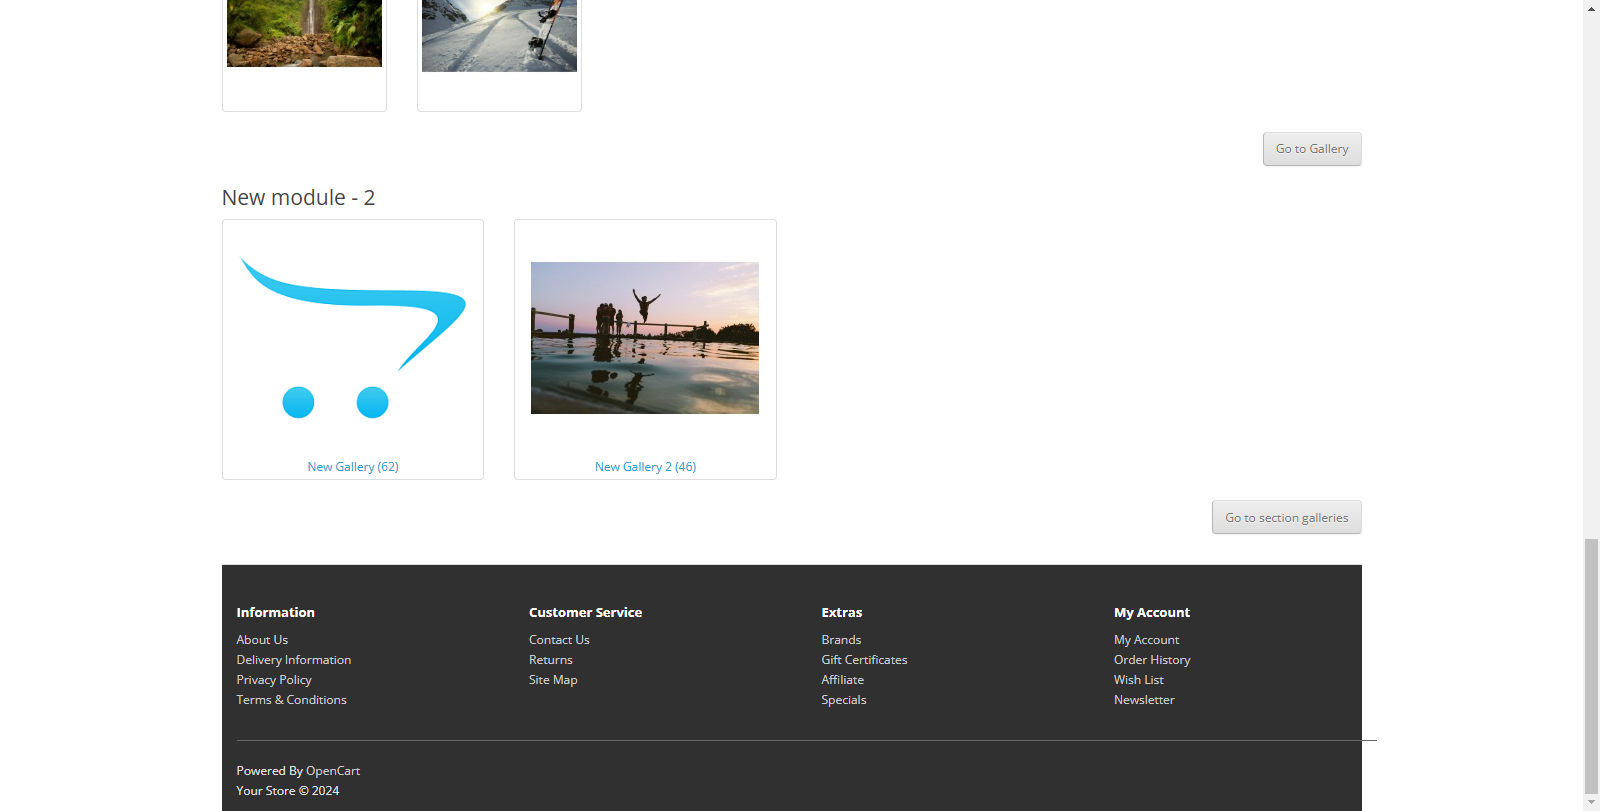 Go to Gallery
New module - 2
New Gallery (62)
New Gallery 2 (46)
Go to section galleries
Information
About Us
Delivery Information
Privacy Policy
Terms & Conditions
Customer Service
Contact Us
Returns
Site Map
Extras
Brands
Gift Certificates
Affiliate
Specials
My Account
My Account
Order History
Wish List
Newsletter
Powered By OpenCart
Your Store © 2024